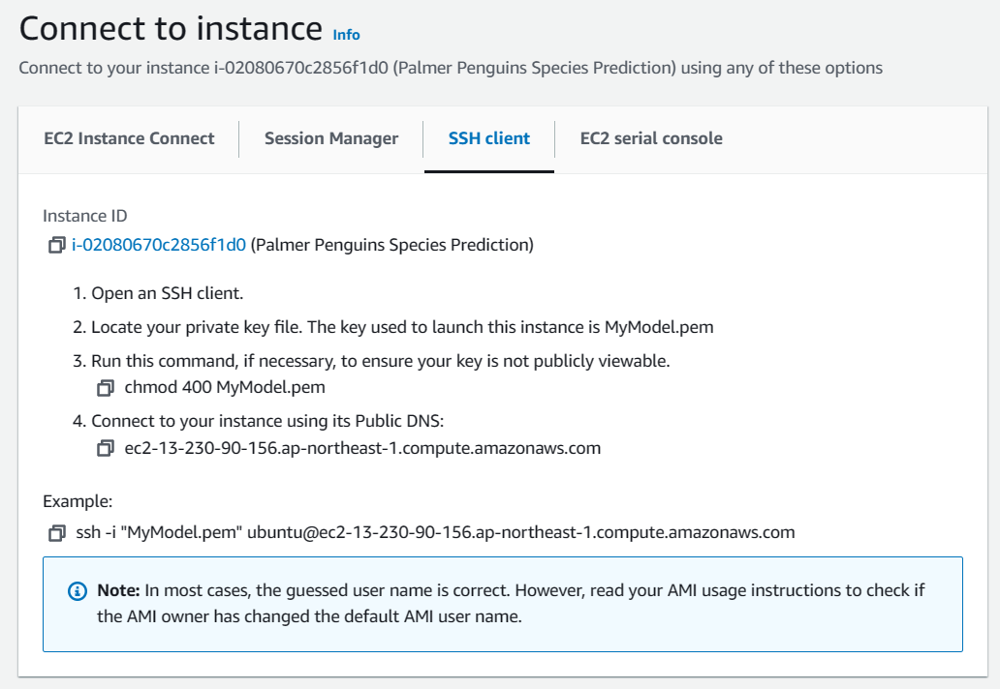 Connect to instance Info
Connect to your instance i-02080670c2856f1d0 (Palmer Penguins Species Prediction) using any of these options
EC2 Instance Connect
Session Manager
SSH client
EC2 serial console
Instance ID
i-02080670c2856f1d0 (Palmer Penguins Species Prediction)
1. Open an SSH client.
2. Locate your private key file. The key used to launch this instance is MyModel.pem
3. Run this command, if necessary, to ensure your key is not publicly viewable.
chmod 400 MyModel.pem
4. Connect to your instance using its Public DNS:
ec2-13-230-90-156.ap-northeast-1.compute.amazonaws.com
Example:
ssh -i "MyModel.pem" ubuntu@ec2-13-230-90-156.ap-northeast-1.compute.amazonaws.com
Note: In most cases, the guessed user name is correct. However, read your AMI usage instructions to check if
the AMI owner has changed the default AMI user name.